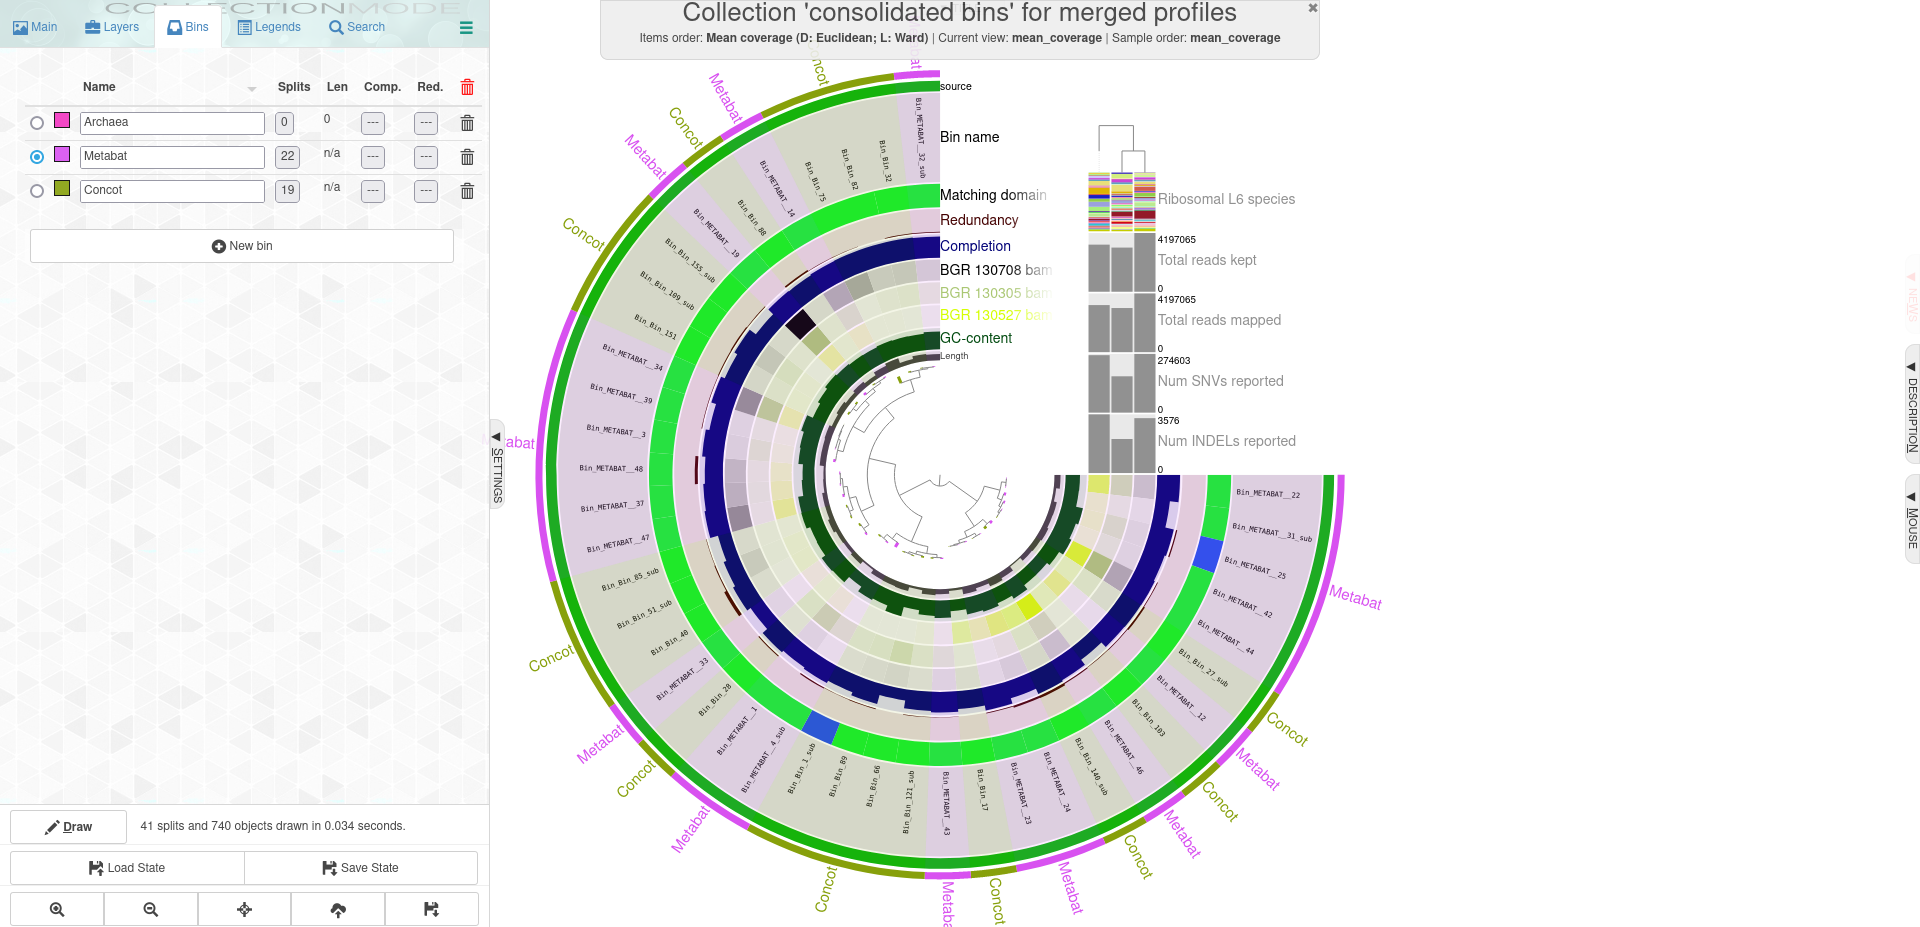 COLLECTIONMODE
Main
Layers
Bins
Legends
Search
Name Splits Len Comp. Red.
Archaea 0 0 --- ---
Metabat 22 n/a --- ---
Concot 19 n/a --- ---
New bin
Draw
41 splits and 740 objects drawn in 0.034 seconds.
Load State
Save State
SETTINGS
Collection 'consolidated bins' for merged profiles
Items order: Mean coverage (D: Euclidean; L: Ward) | Current view: mean_coverage | Sample order: mean_coverage
source
Bin name
Matching domain
Redundancy
Completion
BGR 130708 bam
BGR 130305 bam
BGR 130527 bam
GC-content
Length
Ribosomal L6 species
4197065
Total reads kept
0
4197065
Total reads mapped
0
274603
Num SNVs reported
0
3576
Num INDELs reported
0
NEWS
DESCRIPTION
MOUSE
Bin_METABAT__22
Bin_METABAT__31_sub
Bin_METABAT__25
Bin_METABAT__42
Bin_METABAT__44
Bin_Bin_27_sub
Bin_METABAT__12
Bin_Bin_103
Bin_METABAT__46
Bin_Bin_140_sub
Bin_METABAT__24
Bin_METABAT__23
Bin_Bin_17
Bin_METABAT__43
Bin_Bin_121_sub
Bin_Bin_66
Bin_Bin_89
Bin_Bin_1_sub
Bin_METABAT__4_sub
Bin_METABAT__1
Bin_Bin_28
Bin_METABAT__33
Bin_Bin_40
Bin_Bin_51_sub
Bin_Bin_85_sub
Bin_METABAT__47
Bin_METABAT__37
Bin_METABAT__48
Bin_METABAT__3
Bin_METABAT__39
Bin_METABAT__34
Bin_Bin_151
Bin_Bin_109_sub
Bin_Bin_155_sub
Bin_METABAT__19
Bin_Bin_88
Bin_METABAT__14
Bin_Bin_75
Bin_Bin_82
Bin_Bin_32
Bin_METABAT__32_sub
Metabat
Concot
Metabat
Concot
Metabat
Concot
Metabat
Concot
Metaba
Concot
Metabat
Concot
Metabat
Concot
abat
Concot
Metabat
Concot
Metabat
oncot
bat